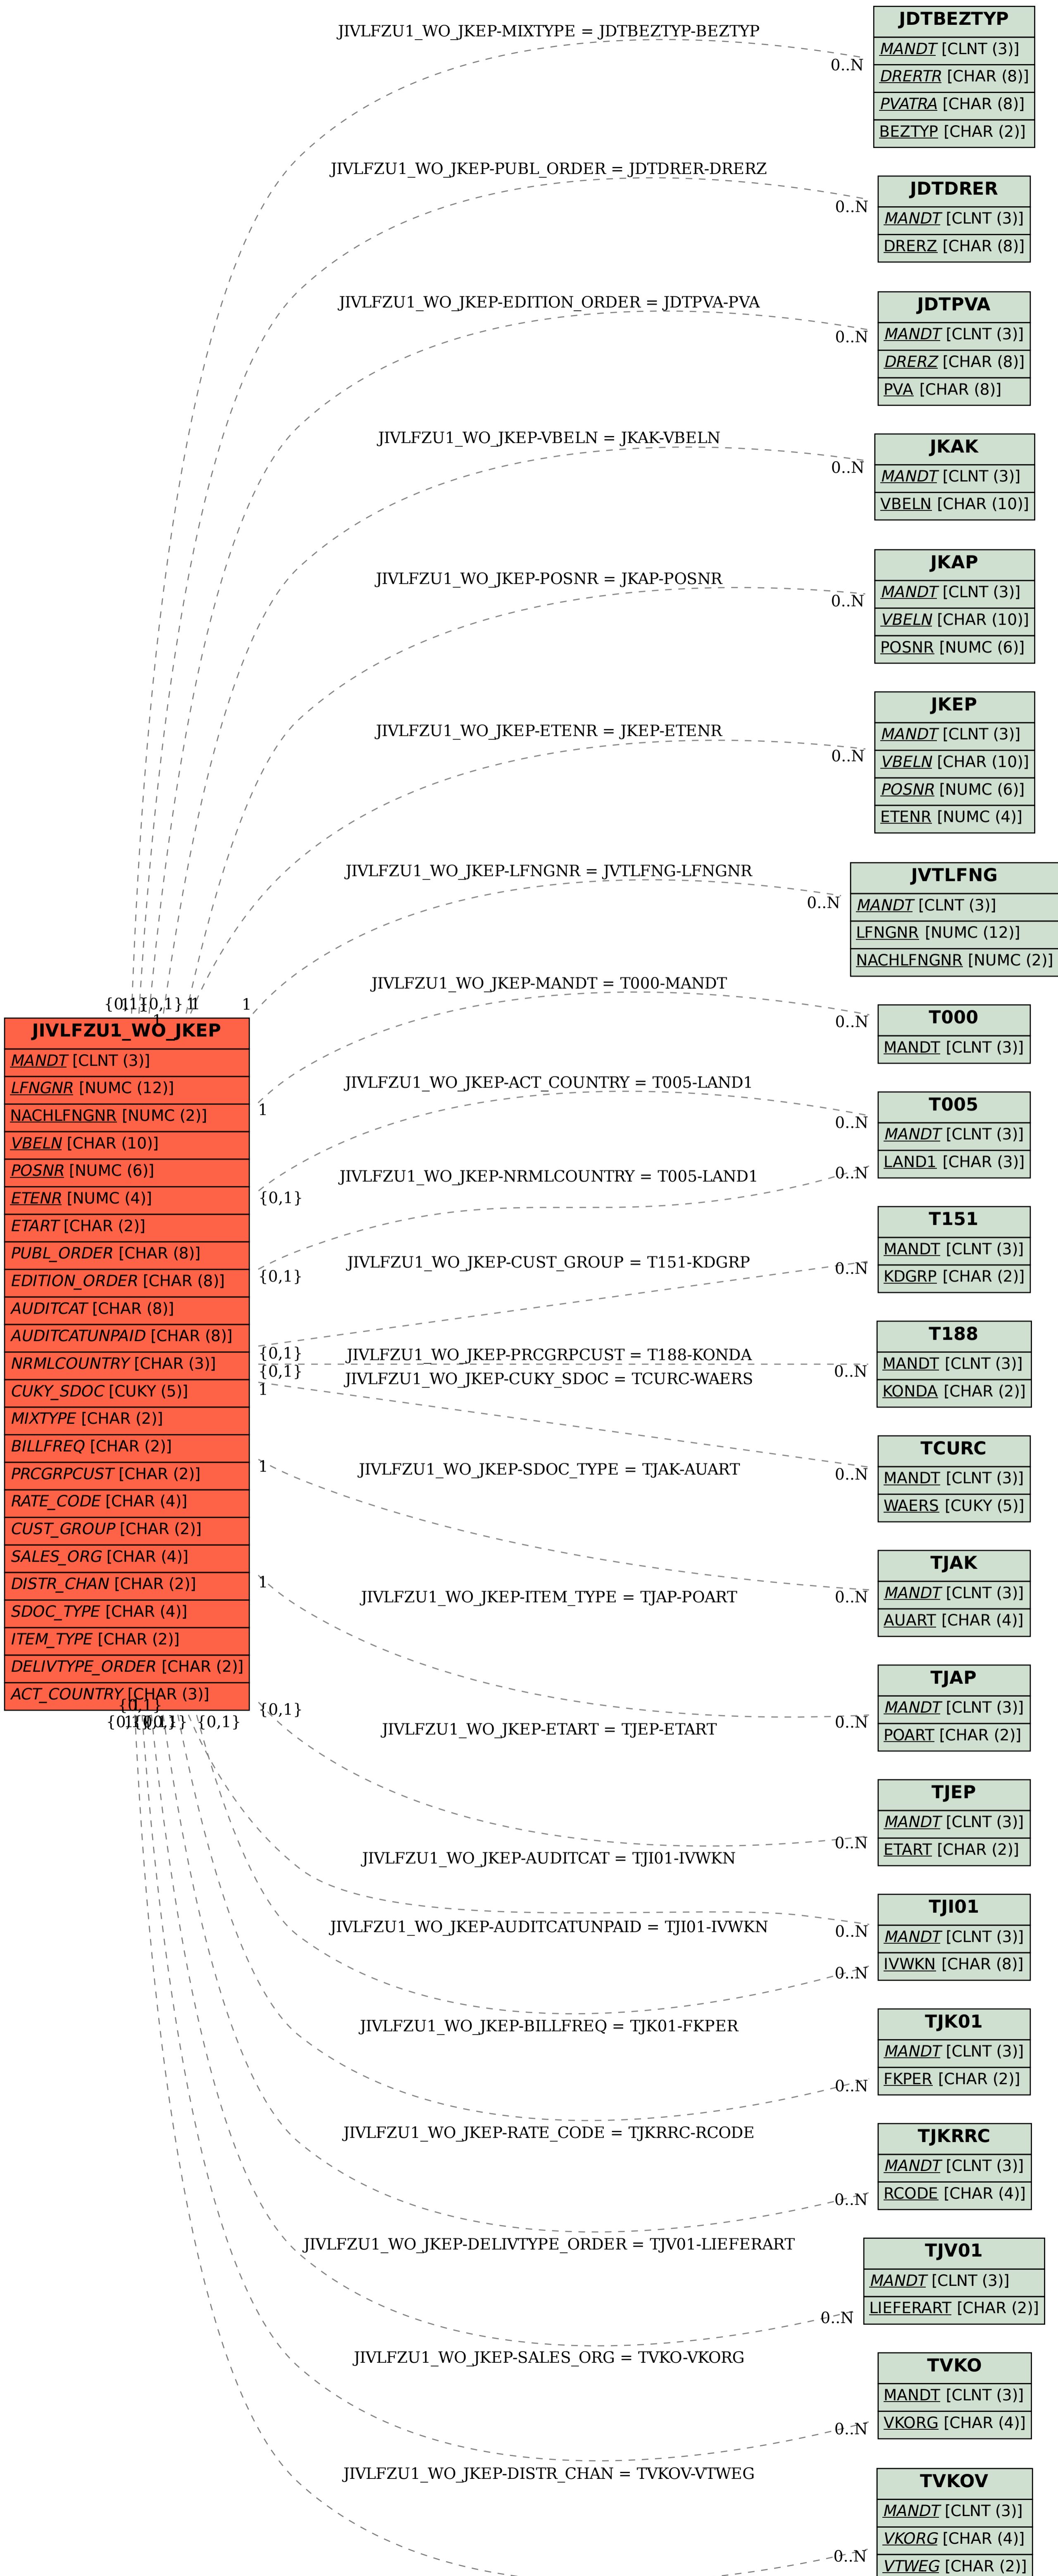 JIVLFZU1_WO_JKEP-MIXTYPE = JDTBEZTYP-BEZTYP
0..N
JDTBEZTYP
MANDT [CLNT (3)]
DRERTR [CHAR (8)]
PVATRA [CHAR (8)]
BEZTYP [CHAR (2)]
JIVLFZU1_WO_JKEP-PUBL_ORDER = JDTDRER-DRERZ
0..N
JDTDRER
MANDT [CLNT (3)]
DRERZ [CHAR (8)]
JIVLFZU1_WO_JKEP-EDITION_ORDER = JDTPVA-PVA
0..N
JDTPVA
MANDT [CLNT (3)]
DRERZ [CHAR (8)]
PVA [CHAR (8)]
JIVLFZU1_WO_JKEP-VBELN = JKAK-VBELN
0..N
JKAK
MANDT [CLNT (3)]
VBELN [CHAR (10)]
JIVLFZU1_WO_JKEP-POSNR = JKAP-POSNR
0..N
JKAP
MANDT [CLNT (3)]
VBELN [CHAR (10)]
POSNR [NUMC (6)]
JIVLFZU1_WO_JKEP-ETENR = JKEP-ETENR
0..N
JKEP
MANDT [CLNT (3)]
VBELN [CHAR (10)]
POSNR [NUMC (6)]
ETENR [NUMC (4)]
JIVLFZU1_WO_JKEP-LFNGNR = JVTLFNG-LFNGNR
0..N
JVTLFNG
MANDT [CLNT (3)]
LFNGNR [NUMC (12)]
NACHLFNGNR [NUMC (2)]
{0,1}
{0,1}
1
1
1
JIVLFZU1_WO_JKEP
MANDT [CLNT (3)]
LFNGNR [NUMC (12)]
NACHLFNGNR [NUMC (2)]
VBELN [CHAR (10)]
POSNR [NUMC (6)]
ETENR [NUMC (4)]
ETART [CHAR (2)]
PUBL_ORDER [CHAR (8)]
EDITION_ORDER [CHAR (8)]
AUDITCAT [CHAR (8)]
AUDITCATUNPAID [CHAR (8)]
NRMLCOUNTRY [CHAR (3)]
CUKY_SDOC [CUKY (5)]
MIXTYPE [CHAR (2)]
BILLFREQ [CHAR (2)]
PRCGRPCUST [CHAR (2)]
RATE_CODE [CHAR (4)]
CUST_GROUP [CHAR (2)]
SALES_ORG [CHAR (4)]
DISTR_CHAN [CHAR (2)]
SDOC_TYPE [CHAR (4)]
ITEM_TYPE [CHAR (2)]
DELIVTYPE_ORDER [CHAR (2)]
ACT_COUNTRY [CHAR (3)]
{0,1}
{0,1}
JIVLFZU1_WO_JKEP-MANDT = T000-MANDT
1
0..N
T000
MANDT [CLNT (3)]
JIVLFZU1_WO_JKEP-ACT_COUNTRY = T005-LAND1
{0,1}
0..N
T005
MANDT [CLNT (3)]
LAND1 [CHAR (3)]
JIVLFZU1_WO_JKEP-NRMLCOUNTRY = T005-LAND1
{0,1}
0..N
JIVLFZU1_WO_JKEP-CUST_GROUP = T151-KDGRP
{0,1}
0..N
T151
MANDT [CLNT (3)]
KDGRP [CHAR (2)]
JIVLFZU1_WO_JKEP-PRCGRPCUST = T188-KONDA
{0,1}
0..N
T188
MANDT [CLNT (3)]
KONDA [CHAR (2)]
JIVLFZU1_WO_JKEP-CUKY_SDOC = TCURC-WAERS
1
0..N
TCURC
MANDT [CLNT (3)]
WAERS [CUKY (5)]
JIVLFZU1_WO_JKEP-SDOC_TYPE = TJAK-AUART
1
0..N
TJAK
MANDT [CLNT (3)]
AUART [CHAR (4)]
JIVLFZU1_WO_JKEP-ITEM_TYPE = TJAP-POART
1
0..N
TJAP
MANDT [CLNT (3)]
POART [CHAR (2)]
JIVLFZU1_WO_JKEP-ETART = TJEP-ETART
{0,1}
0..N
TJEP
MANDT [CLNT (3)]
ETART [CHAR (2)]
JIVLFZU1_WO_JKEP-AUDITCAT = TJI01-IVWKN
0..N
TJI01
MANDT [CLNT (3)]
IVWKN [CHAR (8)]
JIVLFZU1_WO_JKEP-AUDITCATUNPAID = TJI01-IVWKN
0..N
JIVLFZU1_WO_JKEP-BILLFREQ = TJK01-FKPER
0..N
TJK01
MANDT [CLNT (3)]
FKPER [CHAR (2)]
JIVLFZU1_WO_JKEP-RATE_CODE = TJKRRC-RCODE
0..N
TJKRRC
MANDT [CLNT (3)]
RCODE [CHAR (4)]
JIVLFZU1_WO_JKEP-DELIVTYPE_ORDER = TJV01-LIEFERART
0..N
TJV01
MANDT [CLNT (3)]
LIEFERART [CHAR (2)]
JIVLFZU1_WO_JKEP-SALES_ORG = TVKO-VKORG
0..N
TVKO
MANDT [CLNT (3)]
VKORG [CHAR (4)]
JIVLFZU1_WO_JKEP-DISTR_CHAN = TVKOV-VTWEG
0..N
TVKOV
MANDT [CLNT (3)]
VKORG [CHAR (4)]
VTWEG [CHAR (2)]